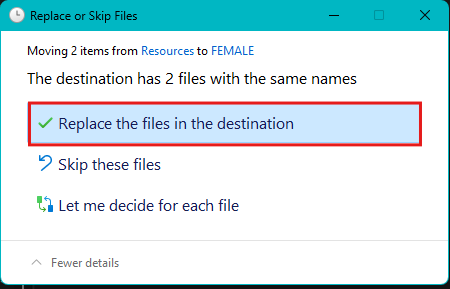 Replace or Skip Files
Moving 2 items from Resources to FEMALE
The destination has 2 files with the same names
Replace the files in the destination
Skip these files
Let me decide for each file
Fewer details